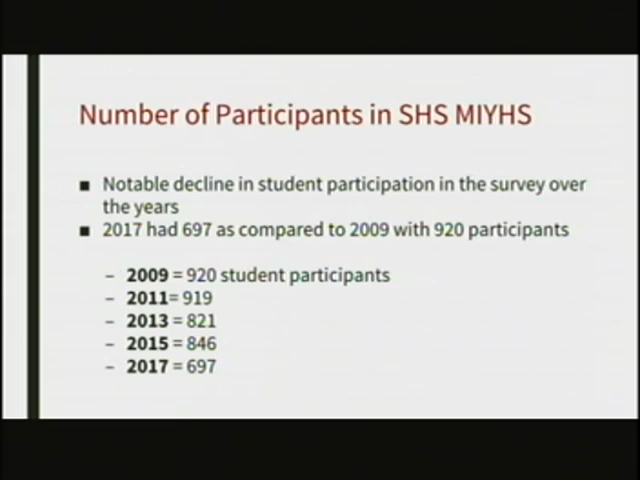 Number of Participants in SHS MIYHS
■ Notable decline in student participation in the survey over
the years
■ 2017 had 697 as compared to 2009 with 920 participants
– 2009 = 920 student participants
– 2011= 919
– 2013 = 821
– 2015 = 846
– 2017 = 697